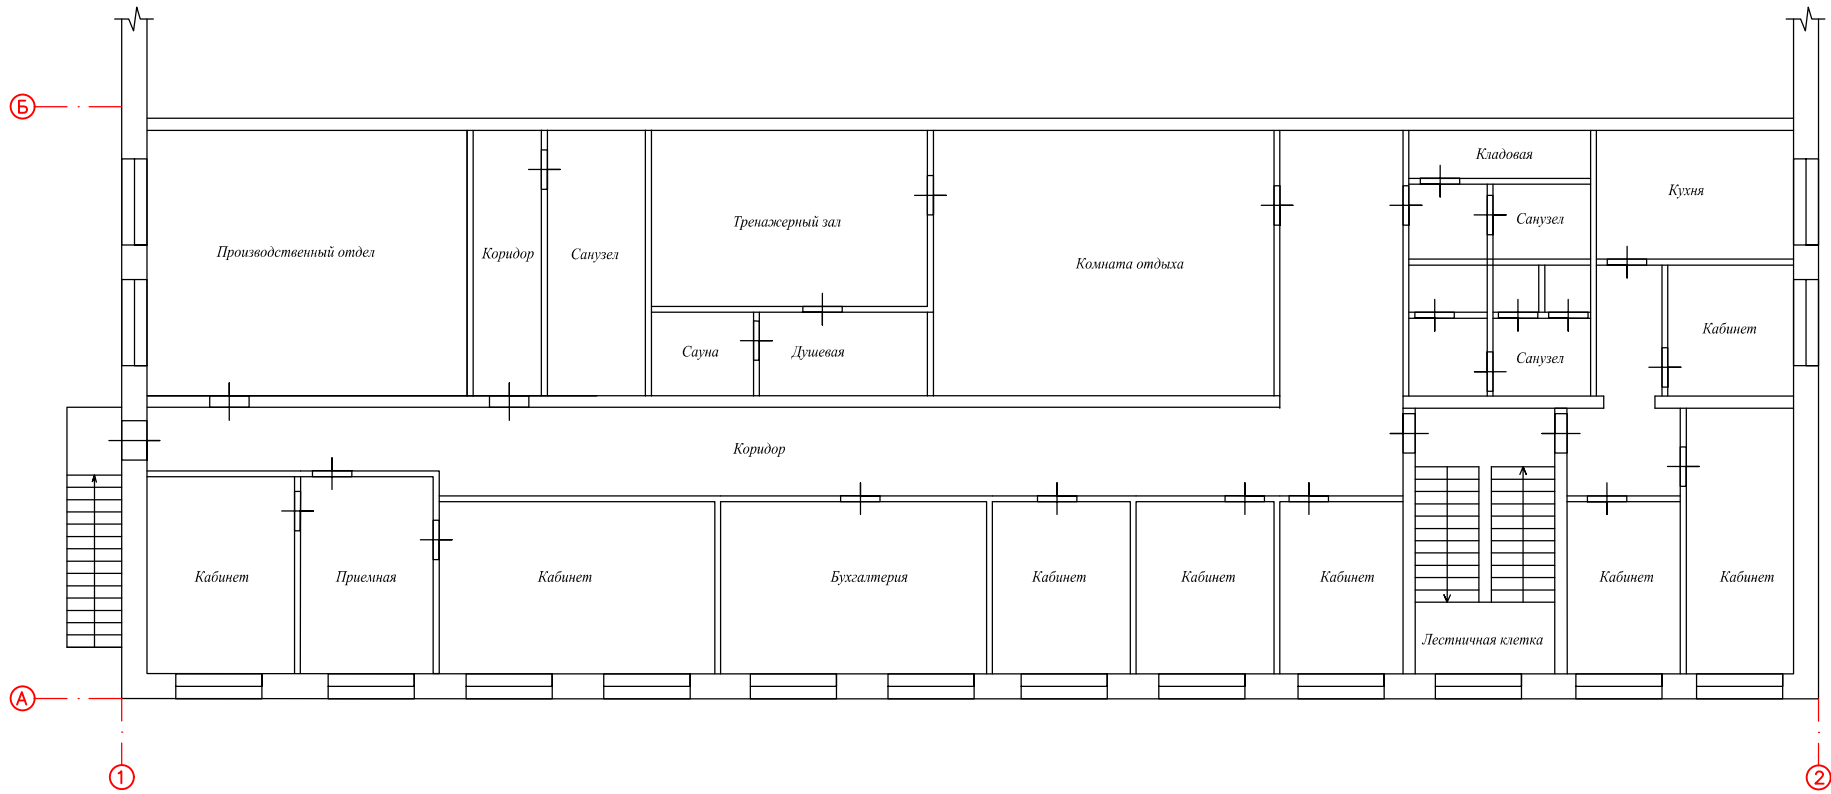 Б
Кладовая
Кухня
Тренажерный зал
Санузел
Производственный отдел
Коридор
Санузел
Комната отдыха
Кабинет
Сауна
Душевая
Санузел
Коридор
Кабинет
Приемная
Кабинет
Бухгалтерия
Кабинет
Кабинет
Кабинет
Кабинет
Кабинет
Лестничная клетка
А
1
2